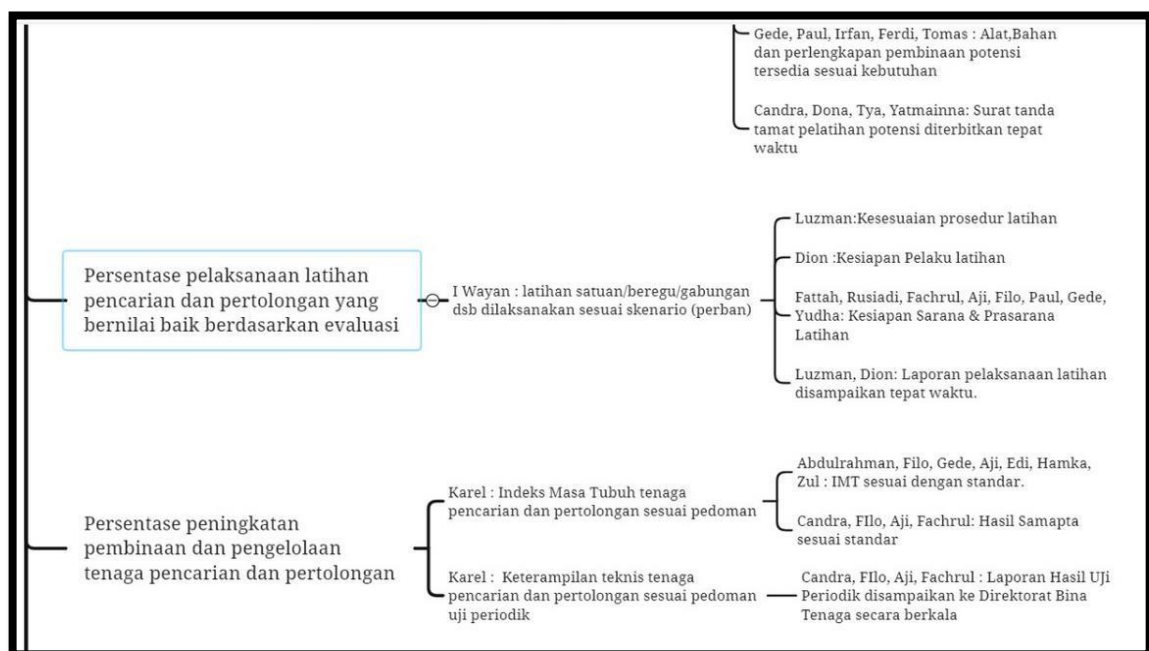 Gede, Paul, Irfan, Ferdi, Tomas : Alat,Bahan
dan perlengkapan pembinaan potensi
tersedia sesuai kebutuhan
Candra, Dona, Tya, Yatmainna: Surat tanda
tamat pelatihan potensi diterbitkan tepat
waktu
Persentase pelaksanaan latihan
pencarian dan pertolongan yang
bernilai baik berdasarkan evaluasi
I Wayan : latihan satuan/beregu/gabungan
dsb dilaksanakan sesuai skenario (perban)
Luzman:Kesesuaian prosedur latihan
Dion :Kesiapan Pelaku latihan
Fattah, Rusiadi, Fachrul, Aji, Filo, Paul, Gede,
Yudha: Kesiapan Sarana & Prasarana
Latihan
Luzman, Dion: Laporan pelaksanaan latihan
disampaikan tepat waktu.
Persentase peningkatan
pembinaan dan pengelolaan
tenaga pencarian dan pertolongan
Karel : Indeks Masa Tubuh tenaga
pencarian dan pertolongan sesuai pedoman
Abdulrahman, Filo, Gede, Aji, Edi, Hamka,
Zul : IMT sesuai dengan standar.
Candra, FIlo, Aji, Fachrul: Hasil Samapta
sesuai standar
Karel :  Keterampilan teknis tenaga
pencarian dan pertolongan sesuai pedoman
uji periodik
Candra, FIlo, Aji, Fachrul : Laporan Hasil UJi
Periodik disampaikan ke Direktorat Bina
Tenaga secara berkala